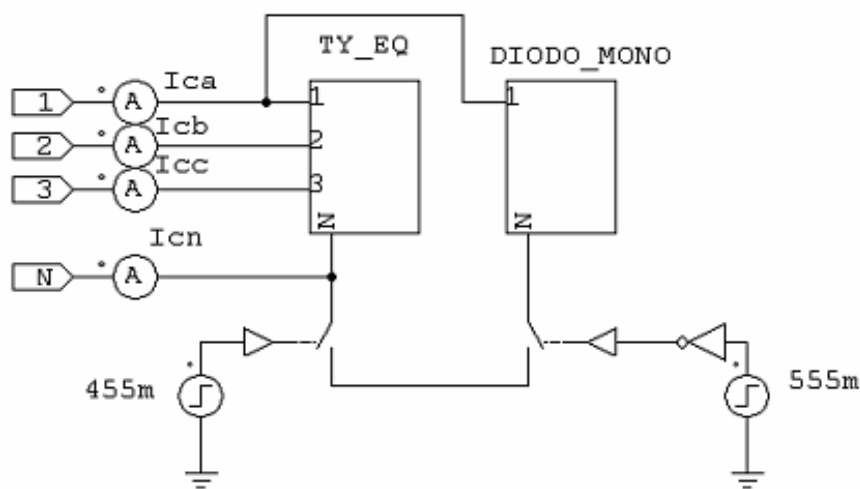 TY_EQ
DIODO_MONO
1
A
Ica
1
1
2
A
Icb
2
3
A
Icc
3
N
N
N
A
Icn
455m
555m